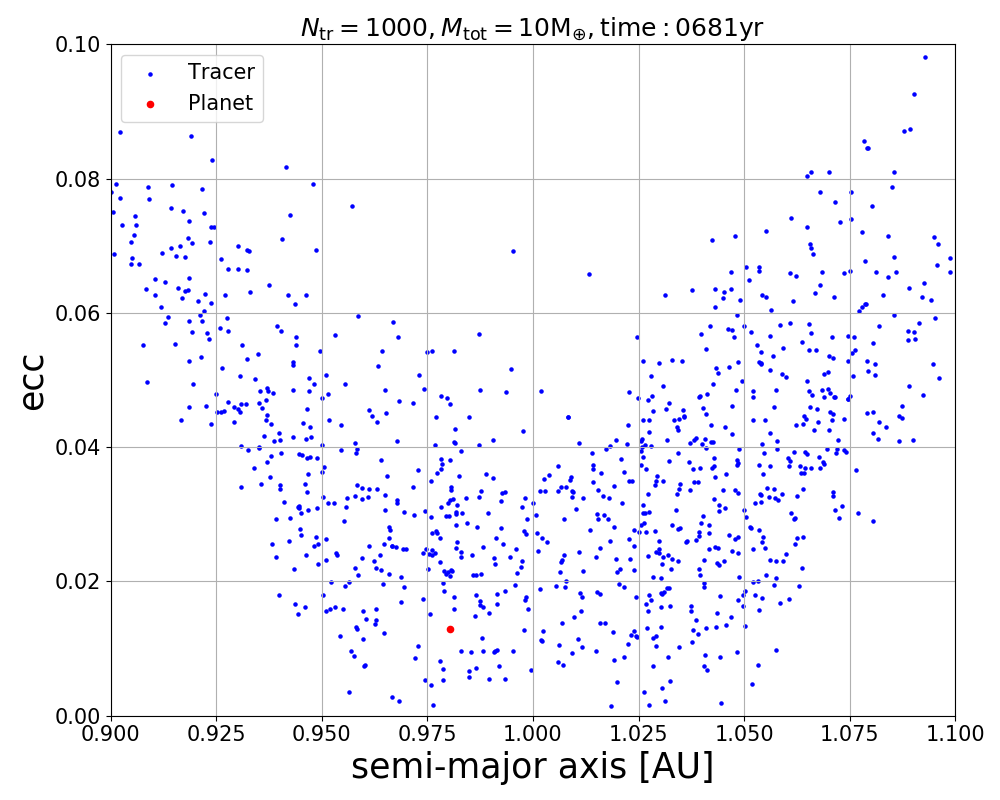 N_tr = 1000, M_tot = 10M_⊕, time : 0681yr
Tracer
Planet
ecc
0.10
0.08
0.06
0.04
0.02
0.00
0.900 0.925 0.950 0.975 1.000 1.025 1.050 1.075 1.100
semi-major axis [AU]